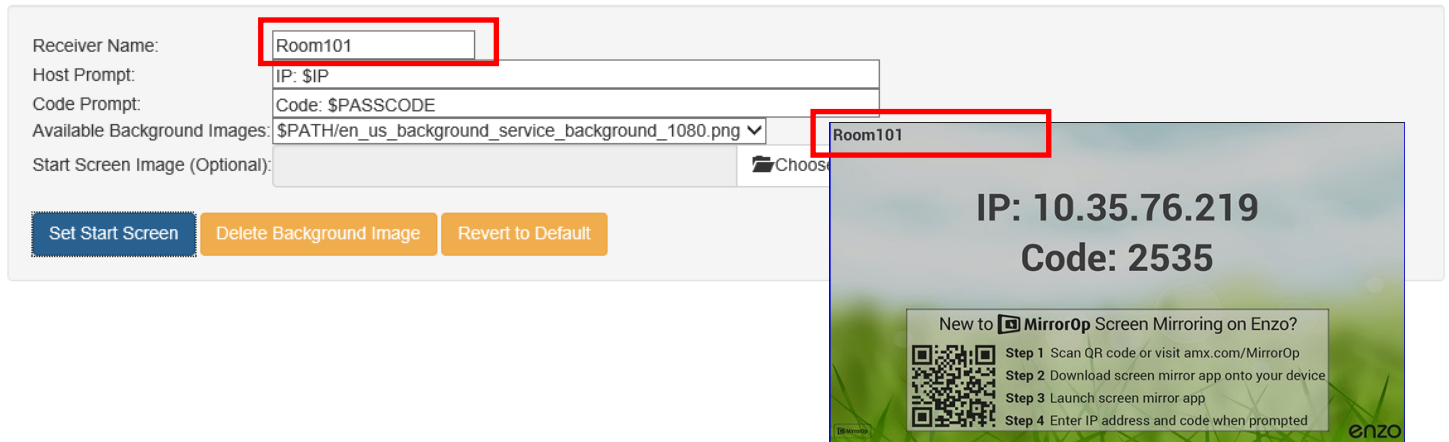 Receiver Name: Room101
Host Prompt: IP: $IP
Code Prompt: Code: $PASSCODE
Available Background Images: $PATH/en_us_background_service_background_1080.png
Start Screen Image (Optional): Choose
Set Start Screen Delete Background Image Revert to Default
Room101
IP: 10.35.76.219
Code: 2535
New to MirrorOp Screen Mirroring on Enzo?
Step 1 Scan QR code or visit amx.com/MirrorOp
Step 2 Download screen mirror app onto your device
Step 3 Launch screen mirror app
Step 4 Enter IP address and code when prompted
MirrorOp enzo